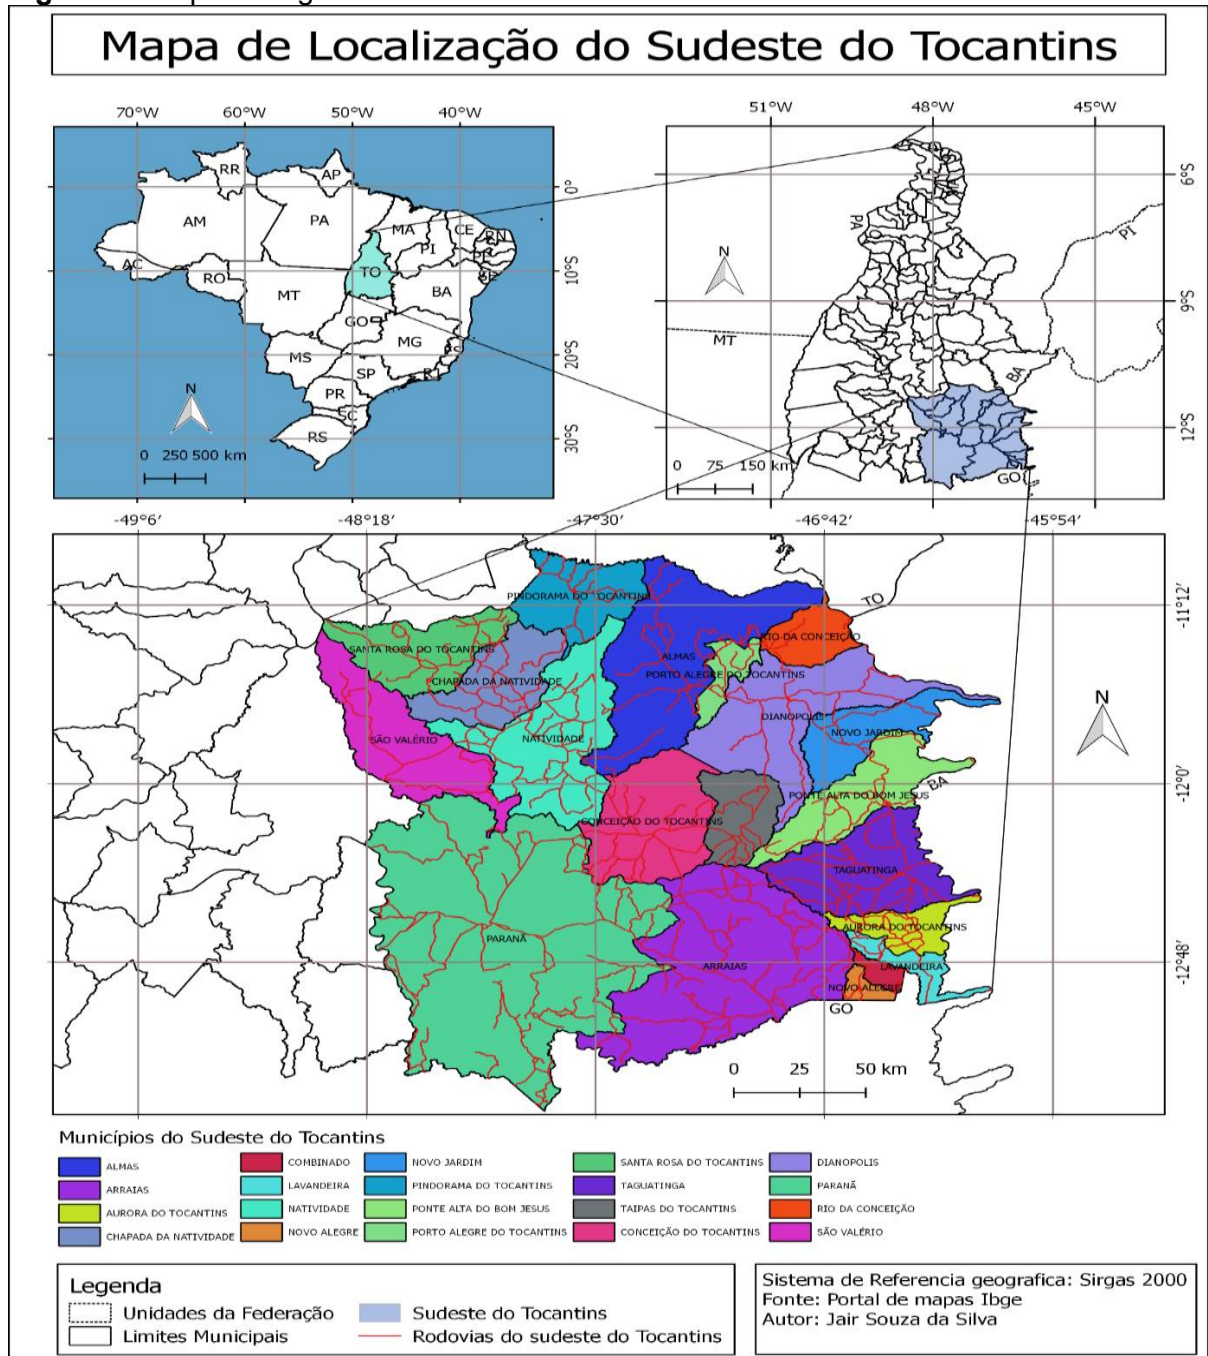 Mapa de Localização do Sudeste do Tocantins
70°W 60°W 50°W 40°W
51°W 48°W 45°W
RR
AP
AM
PA
MA
CE
RN
PI
AC
TO
RO
BA
MT
GO
MG
MS
SP
RJ
PR
SC
RS
0°
10°S
20°S
30°S
N
0 250 500 km
6°S
9°S
12°S
PA
PI
N
MT
BA
GO
0 75 150 km
-49°6' -48°18' -47°30' -46°42' -45°54'
-11°12'
-12°0'
-12°48'
PINDORAMA DO TOCANTINS
TO
RIO DA CONCEIÇÃO
SANTA ROSA DO TOCANTINS
ALMAS
PORTO ALEGRE DO TOCANTINS
CHAPADA DA NATIVIDADE
N
DIANOPOLIS
NOVO JARDIM
SÃO VALÉRIO
NATIVIDADE
BA
PONTE ALTA DO BOM JESUS
CONCEIÇÃO DO TOCANTINS
TAGUATINGA
AURORA DO TOCANTINS
PARANÃ
ARRAIAS
LAVANDEIRA
NOVO ALEGRE
GO
0 25 50 km
Municípios do Sudeste do Tocantins
ALMAS
ARRAIAS
AURORA DO TOCANTINS
CHAPADA DA NATIVIDADE
COMBINADO
LAVANDEIRA
NATIVIDADE
NOVO ALEGRE
NOVO JARDIM
PINDORAMA DO TOCANTINS
PONTE ALTA DO BOM JESUS
PORTO ALEGRE DO TOCANTINS
SANTA ROSA DO TOCANTINS
TAGUATINGA
TAIPAS DO TOCANTINS
CONCEIÇÃO DO TOCANTINS
DIANOPOLIS
PARANÃ
RIO DA CONCEIÇÃO
SÃO VALÉRIO
Legenda
Unidades da Federação
Limites Municipais
Sudeste do Tocantins
Rodovias do sudeste do Tocantins
Sistema de Referencia geografica: Sirgas 2000
Fonte: Portal de mapas Ibge
Autor: Jair Souza da Silva